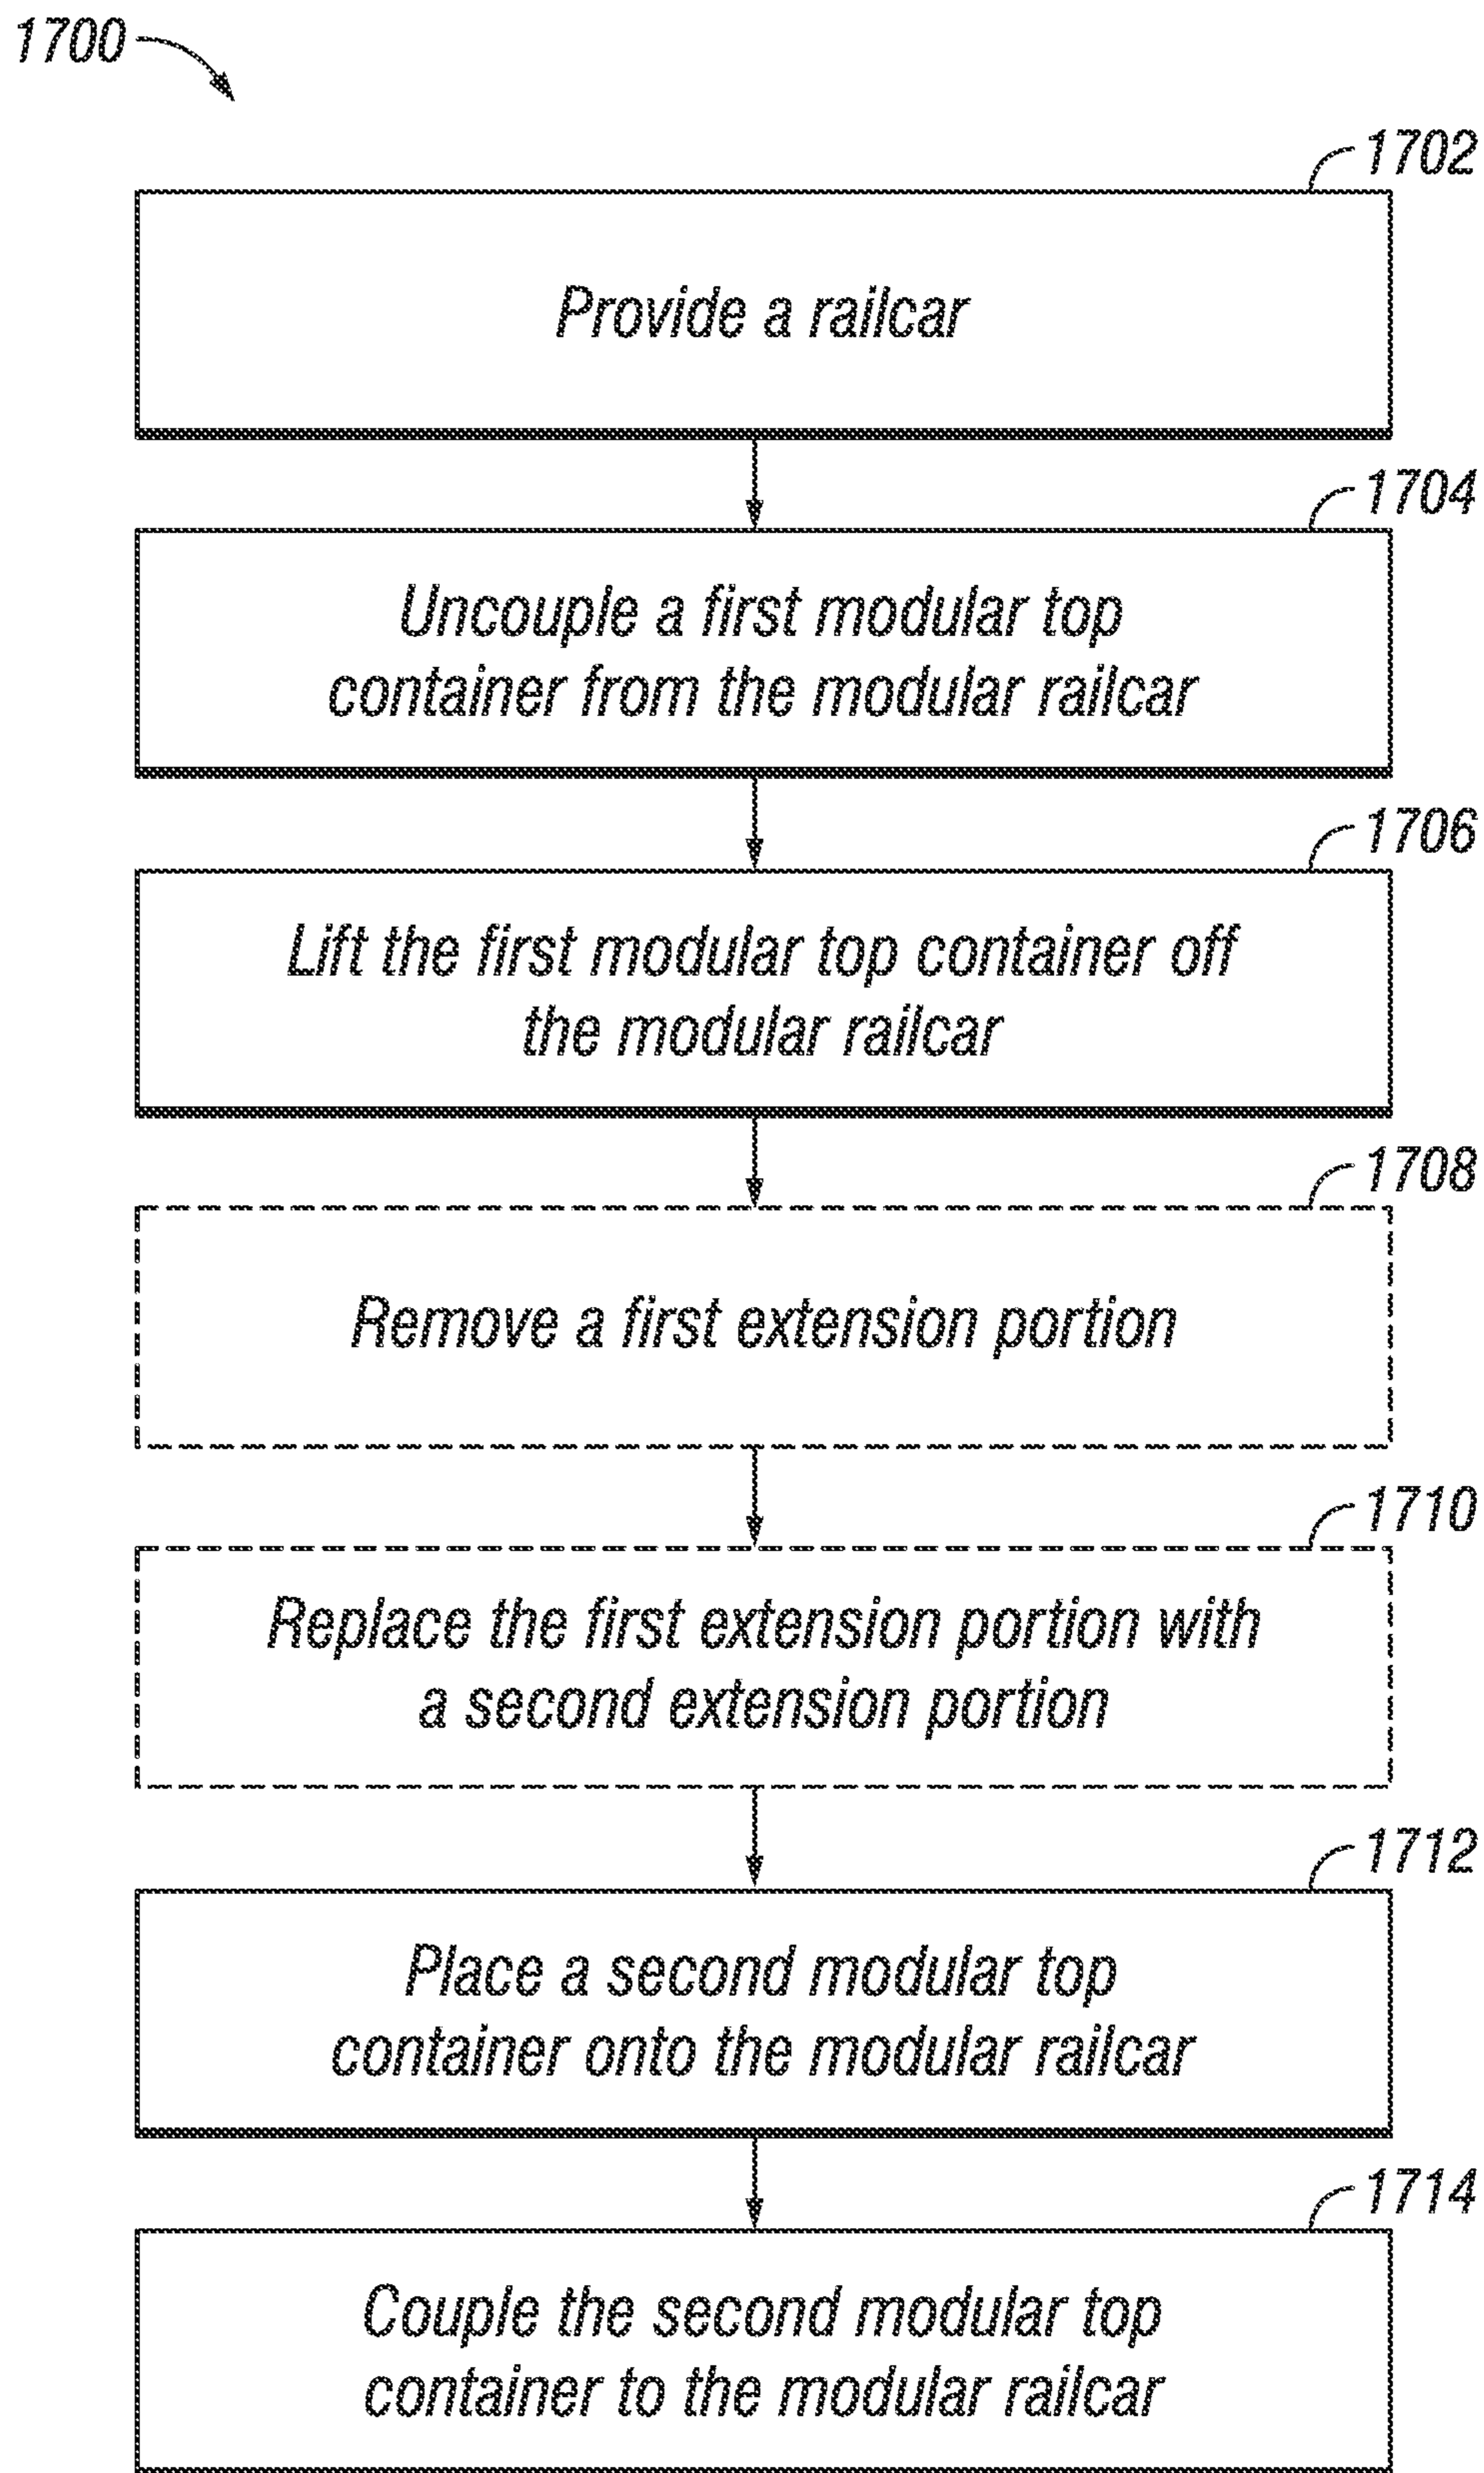 1700
1702
Provide a railcar
1704
Uncouple a first modular top
container from the modular railcar
1706
Lift the first modular top container off
the modular railcar
1708
Remove a first extension portion
1710
Replace the first extension portion with
a second extension portion
1712
Place a second modular top
container onto the modular railcar
1714
Couple the second modular top
container to the modular railcar